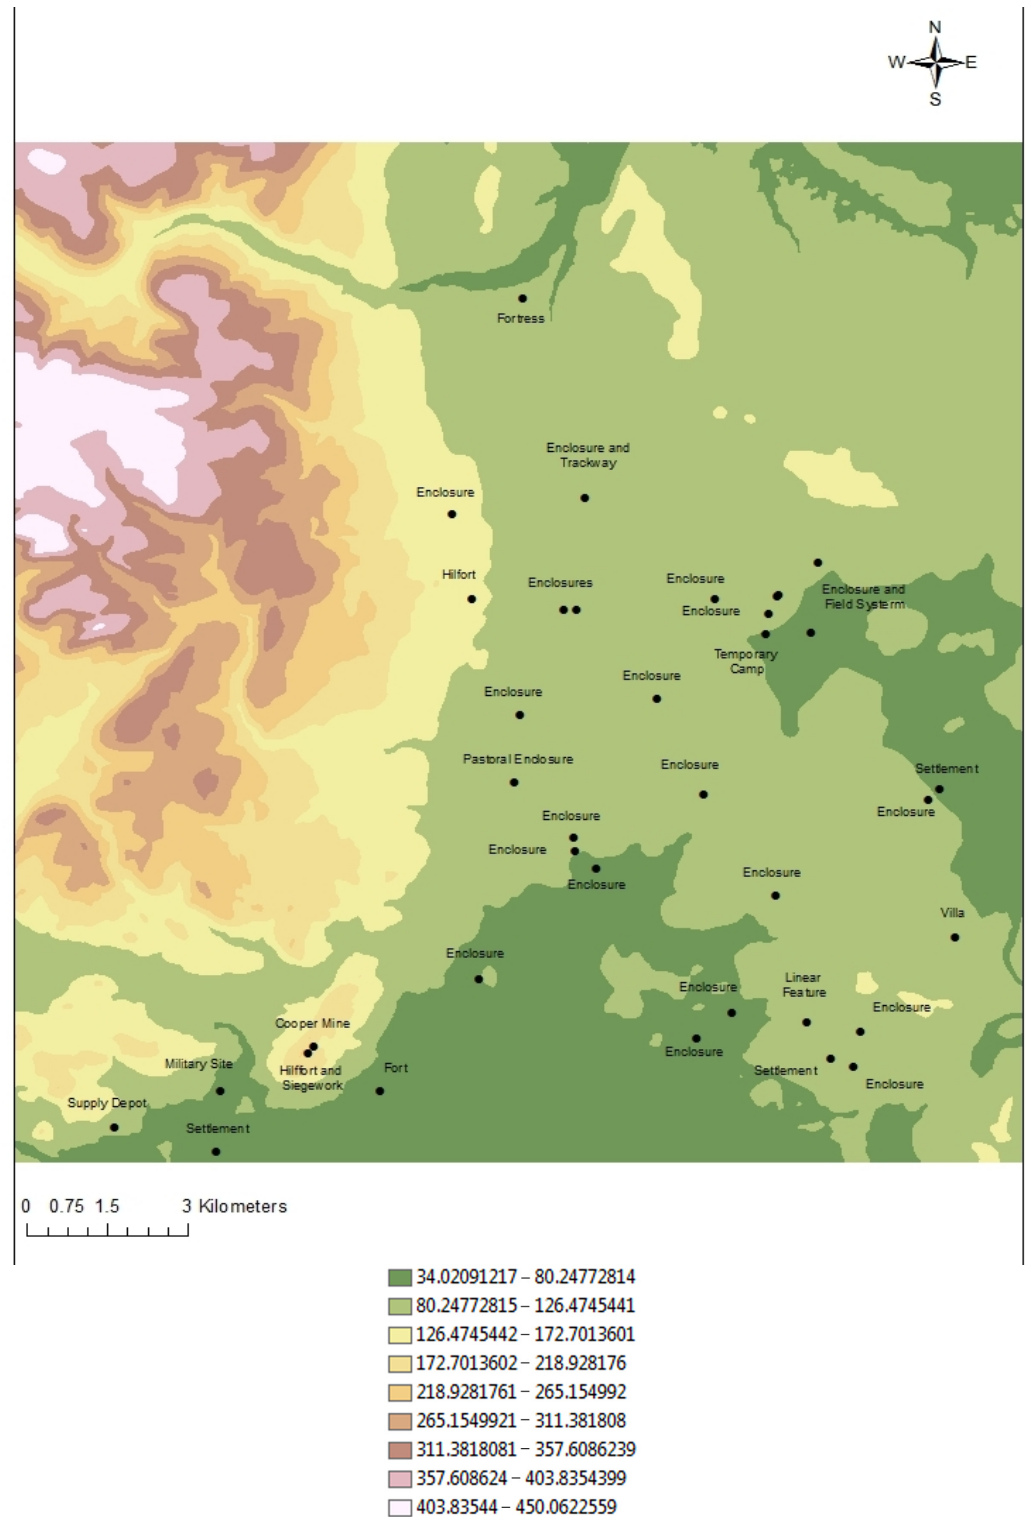 N
W E
S
Fortress
Enclosure and
Trackway
Enclosure
Hilfort
Enclosures
Enclosure
Enclosure
Enclosure and
Field Systerm
Temporary
Camp
Enclosure
Enclosure
Pastoral Enclosure
Enclosure
Settlement
Enclosure
Enclosure
Enclosure
Enclosure
Enclosure
Villa
Enclosure
Linear
Feature
Enclosure
Enclosure
Cooper Mine
Enclosure
Military Site
Hilffort and
Siegework
Fort
Settlement
Enclosure
Supply Depot
Settlement
0 0.75 1.5 3 Kilometers
34.02091217 – 80.24772814
80.24772815 – 126.4745441
126.4745442 – 172.7013601
172.7013602 – 218.928176
218.9281761 – 265.154992
265.1549921 – 311.381808
311.3818081 – 357.6086239
357.608624 – 403.8354399
403.83544 – 450.0622559